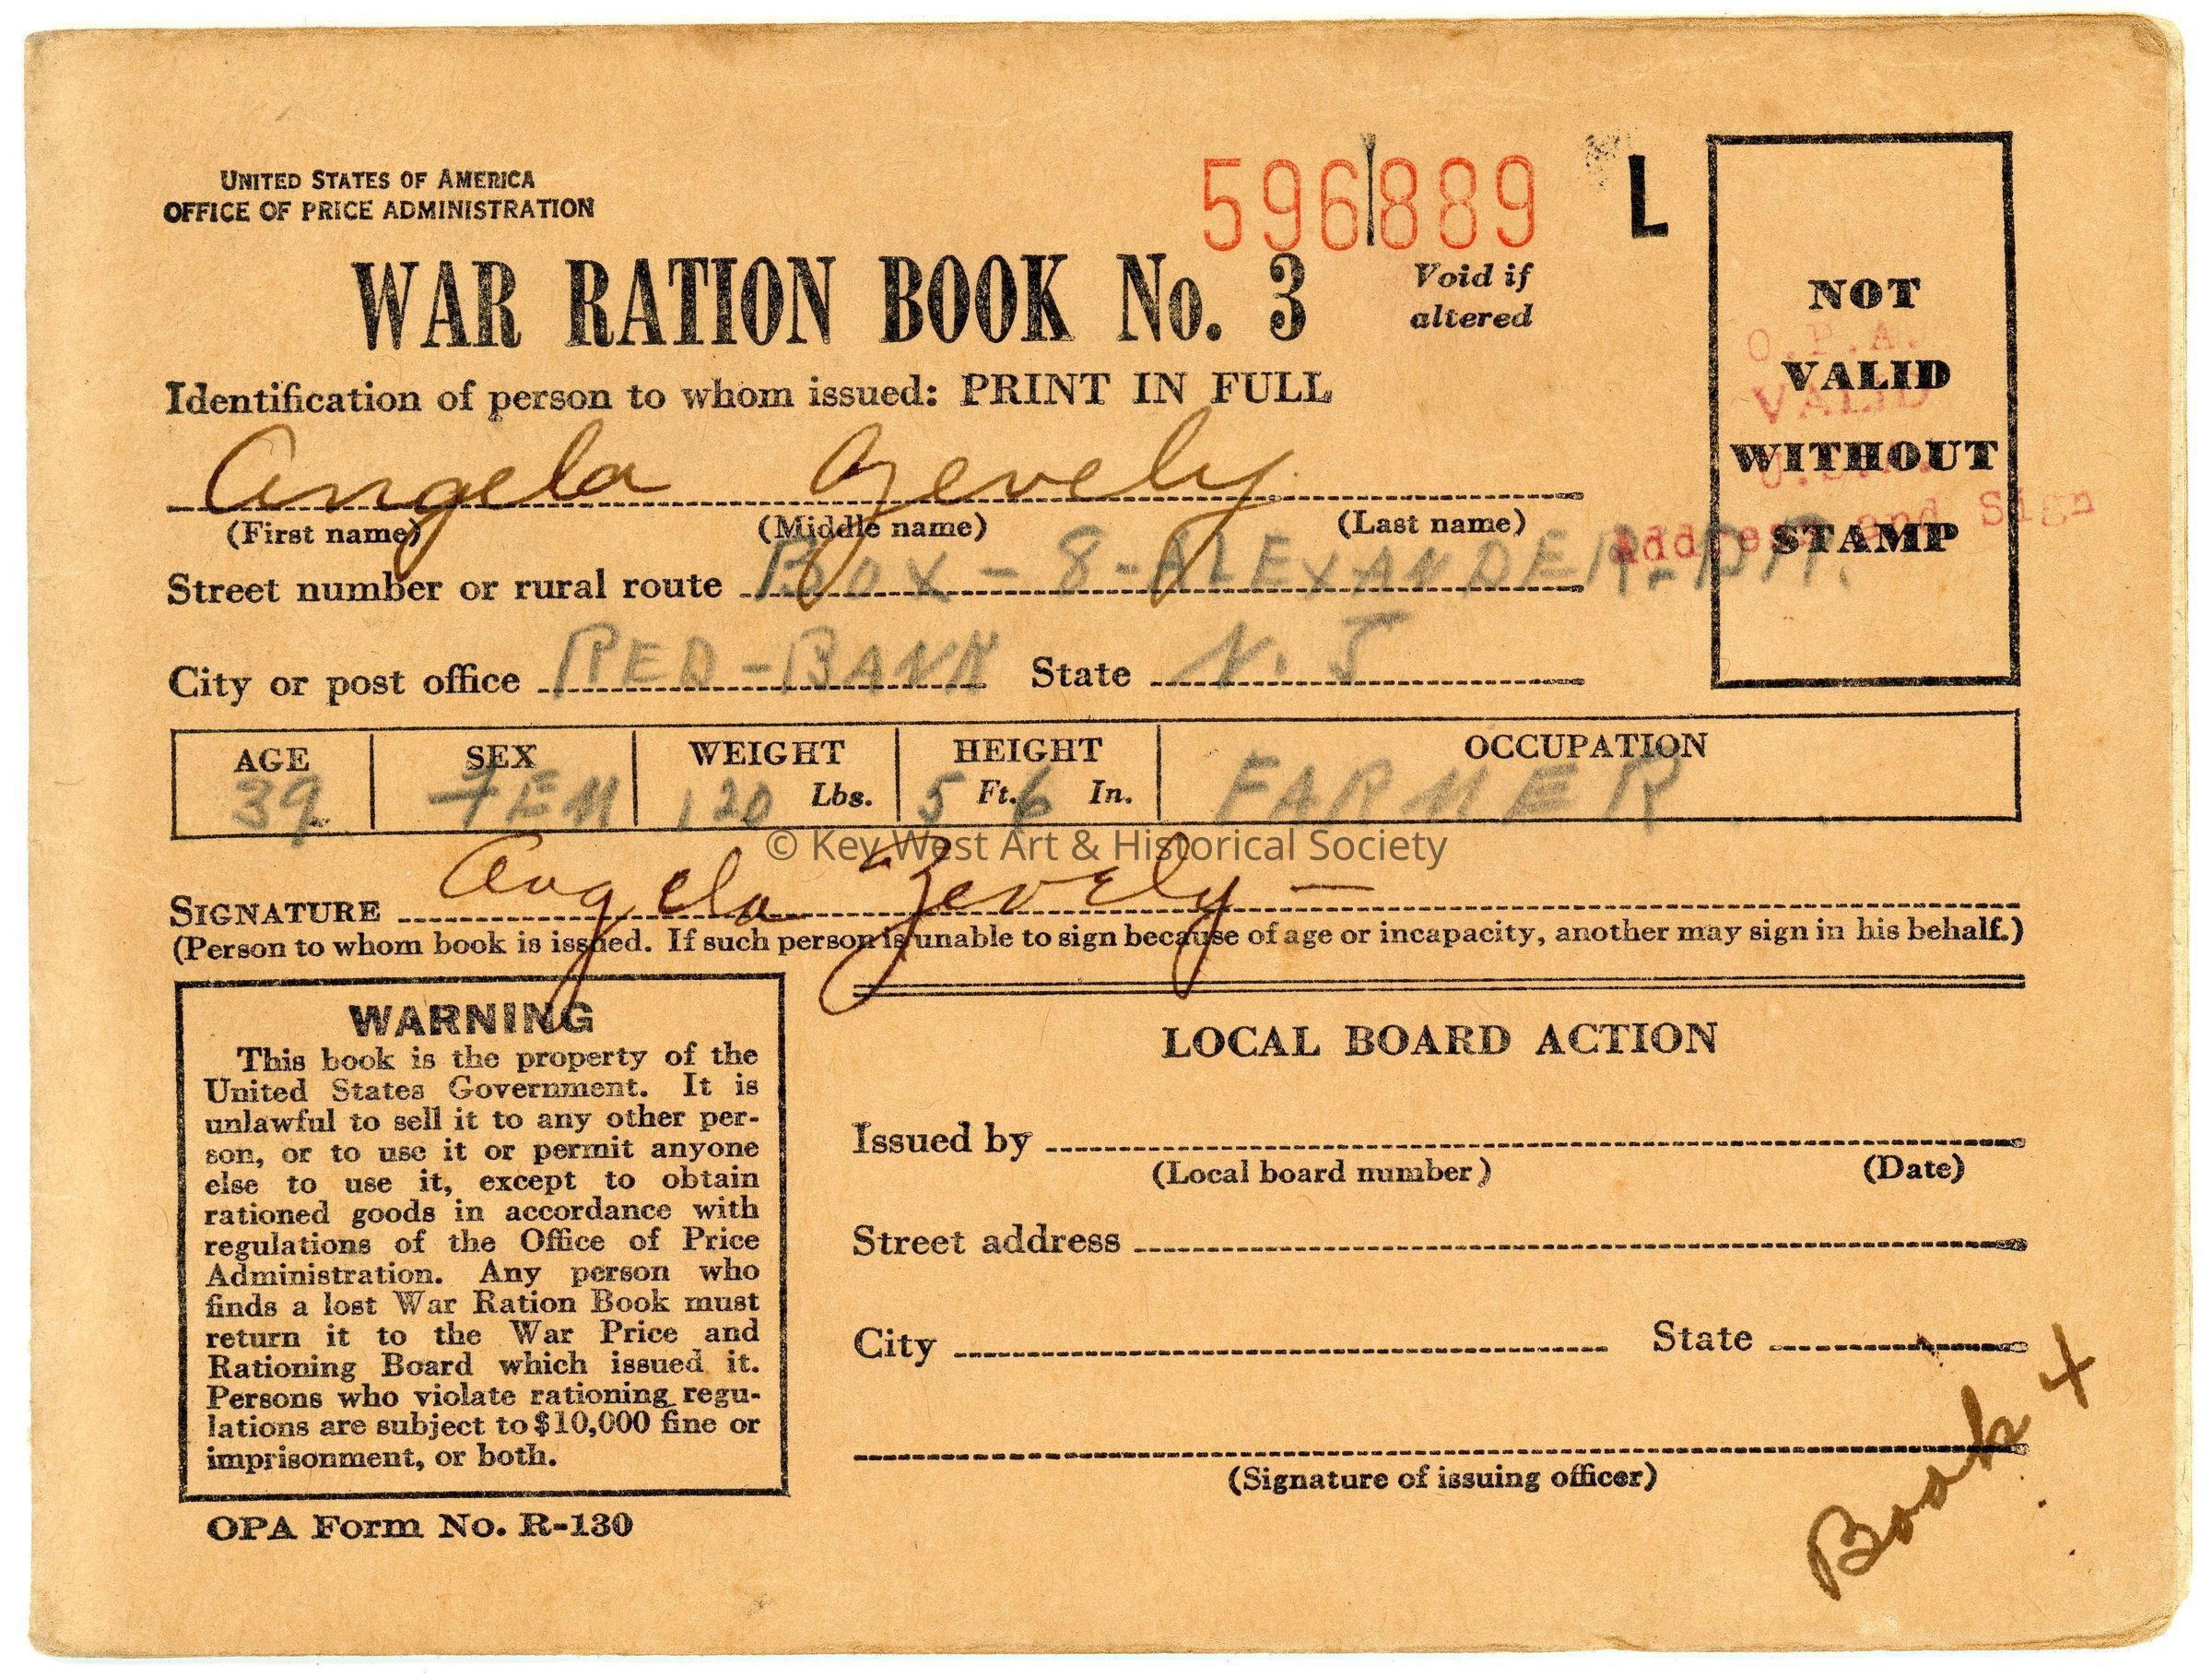 UNITED STATES OF AMERICA
OFFICE OF PRICE ADMINISTRATION
596889 L
WAR RATION BOOK No. 3
Void if
altered
Identification of person to whom issued: PRINT IN FULL
Angela Zevely
(First name) (Middle name) (Last name)
Street number or rural route BOX - 8 - ALEXANDER - DR.
City or post office RED - BANK State N. J
NOT
VALID
WITHOUT
STAMP
O.P.A.
VALID
U.S.A.
Address and Sign
AGE SEX WEIGHT HEIGHT OCCUPATION
39 FEM 120 Lbs. 5 Ft. 6 In. FARMER
© Key West Art & Historical Society
SIGNATURE Angela Zevely
(Person to whom book is issued. If such person is unable to sign because of age or incapacity, another may sign in his behalf.)
WARNING
This book is the property of the
United States Government. It is
unlawful to sell it to any other per-
son, or to use it or permit anyone
else to use it, except to obtain
rationed goods in accordance with
regulations of the Office of Price
Administration. Any person who
finds a lost War Ration Book must
return it to the War Price and
Rationing Board which issued it.
Persons who violate rationing regu-
lations are subject to $10,000 fine or
imprisonment, or both.
OPA Form No. R-130
LOCAL BOARD ACTION
Issued by
(Local board number) (Date)
Street address
City State
(Signature of issuing officer)
Book 4